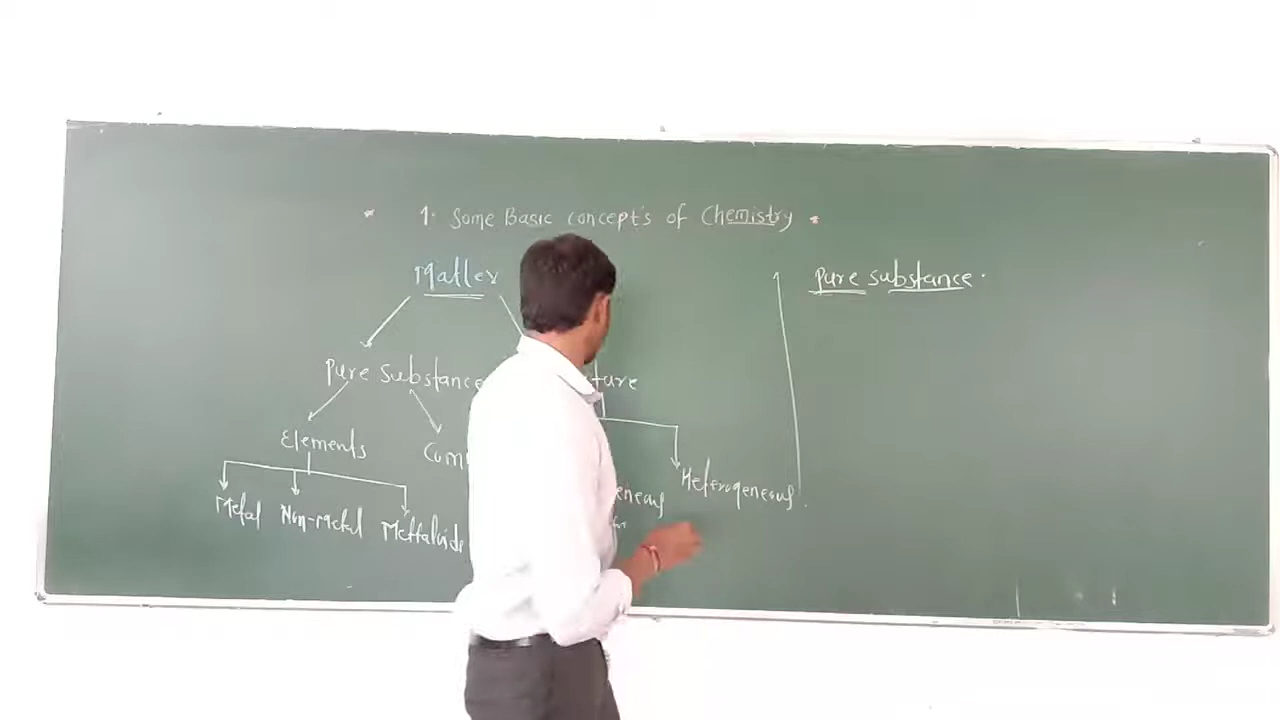 * 1. Some Basic concept's of Chemistry *
Matter
Pure substance.
Pure Substance
Elements
Heterogeneous
Metal Non-metal Mettaloids